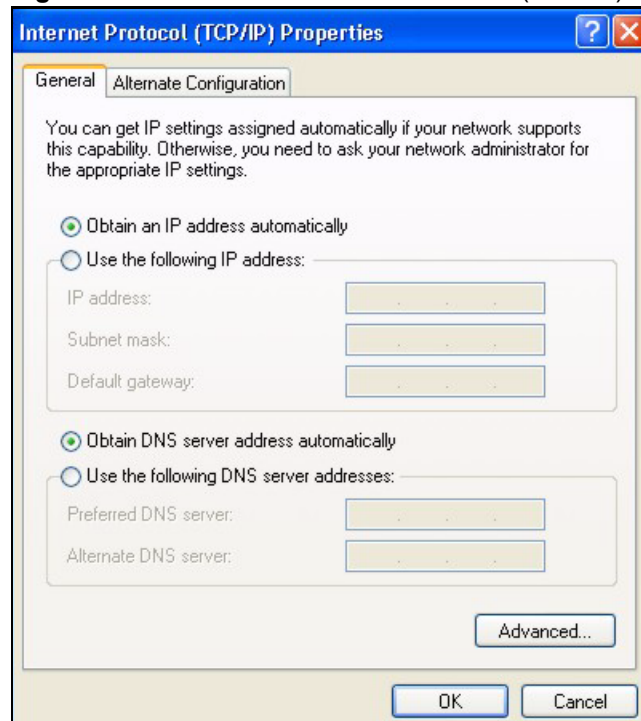 Internet Protocol (TCP/IP) Properties
General
Alternate Configuration
You can get IP settings assigned automatically if your network supports
this capability. Otherwise, you need to ask your network administrator for
the appropriate IP settings.
Obtain an IP address automatically
Use the following IP address:
IP address:
Subnet mask:
Default gateway:
Obtain DNS server address automatically
Use the following DNS server addresses:
Preferred DNS server:
Alternate DNS server:
Advanced...
OK
Cancel